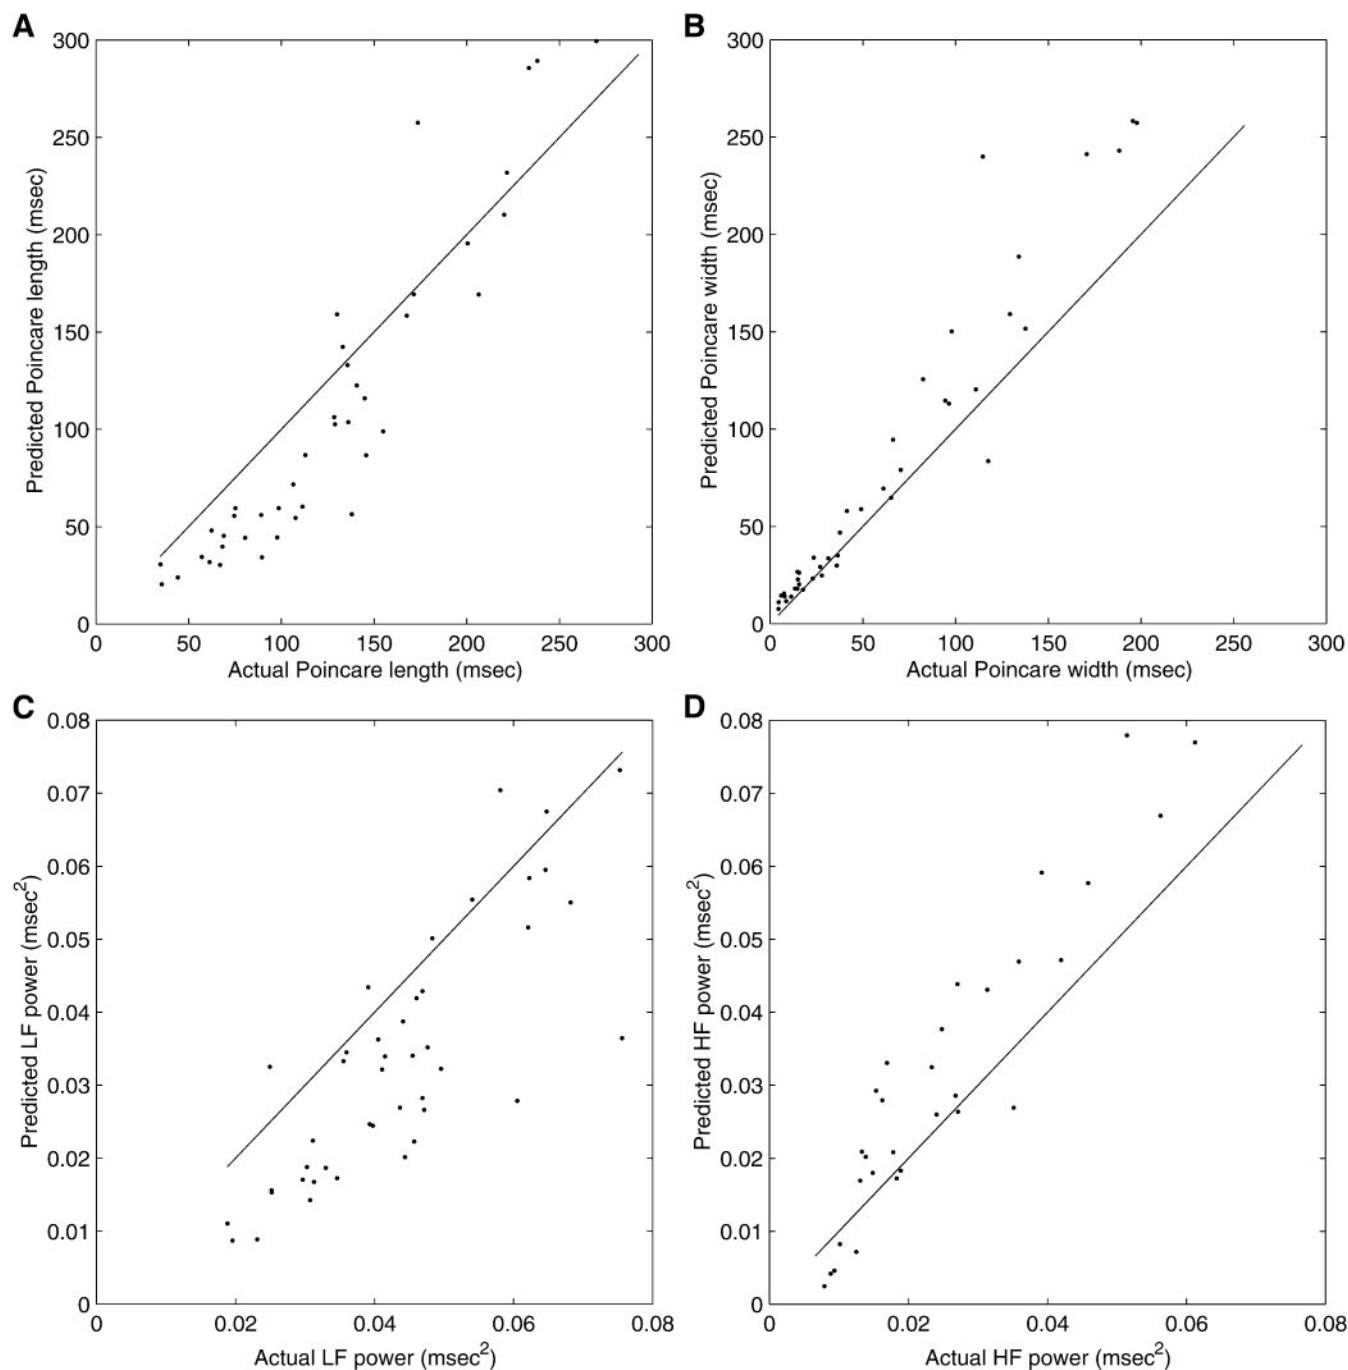 A
300
250
200
150
100
50
0
Predicted Poincare length (msec)
0 50 100 150 200 250 300
Actual Poincare length (msec)
B
300
250
200
150
100
50
0
Predicted Poincare width (msec)
0 50 100 150 200 250 300
Actual Poincare width (msec)
C
0.08
0.07
0.06
0.05
0.04
0.03
0.02
0.01
0
Predicted LF power (msec²)
0 0.02 0.04 0.06 0.08
Actual LF power (msec²)
D
0.08
0.07
0.06
0.05
0.04
0.03
0.02
0.01
0
Predicted HF power (msec²)
0 0.02 0.04 0.06 0.08
Actual HF power (msec²)